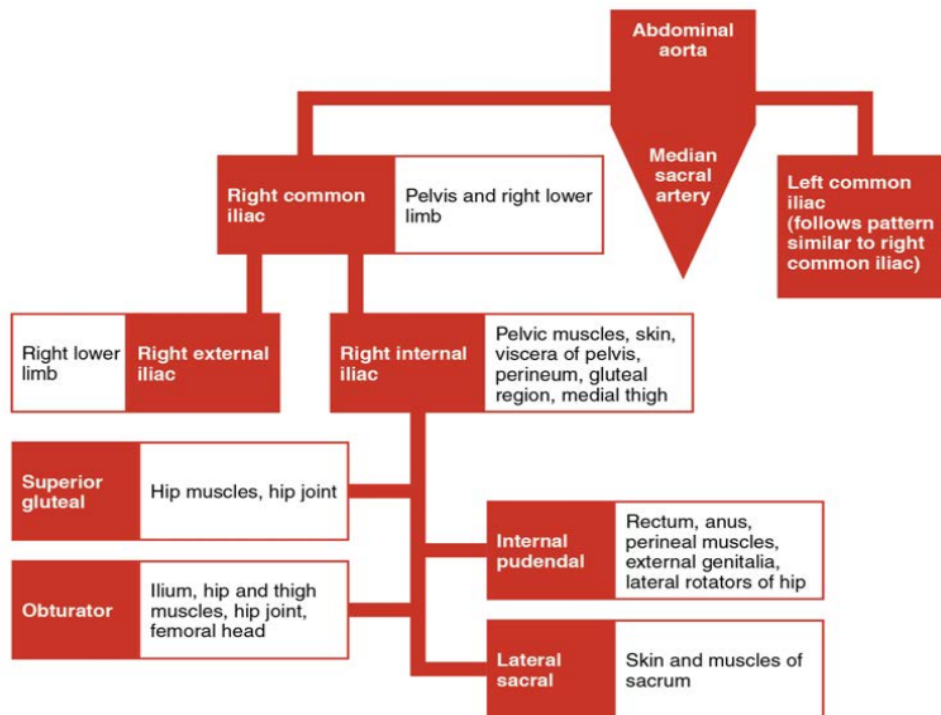 Abdominal
aorta
Median
sacral
artery
Left common
iliac
(follows pattern
similar to right
common iliac)
Right common
iliac
Pelvis and right lower
limb
Right lower
limb
Right external
iliac
Right internal
iliac
Pelvic muscles, skin,
viscera of pelvis,
perineum, gluteal
region, medial thigh
Superior
gluteal
Hip muscles, hip joint
Internal
pudendal
Rectum, anus,
perineal muscles,
external genitalia,
lateral rotators of hip
Obturator
Ilium, hip and thigh
muscles, hip joint,
femoral head
Lateral
sacral
Skin and muscles of
sacrum